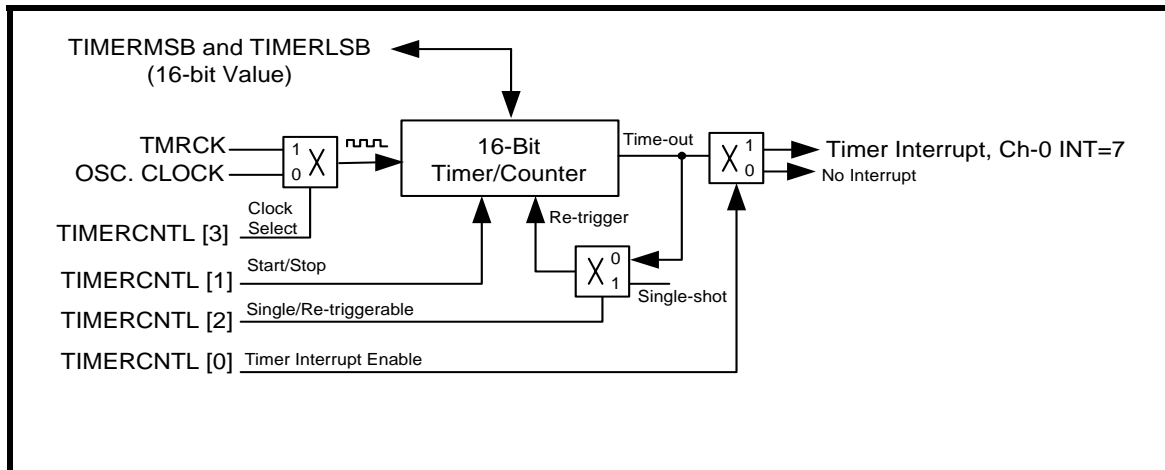 TIMERMSB and TIMERLSB
(16-bit Value)
TMRCK
OSC. CLOCK
1
0
X
16-Bit
Timer/Counter
Time-out
X
1
0
Timer Interrupt, Ch-0 INT=7
No Interrupt
Clock
Select
TIMERCNTL [3]
Re-trigger
X
0
1
Single-shot
TIMERCNTL [1]
Start/Stop
TIMERCNTL [2]
Single/Re-triggerable
TIMERCNTL [0]
Timer Interrupt Enable